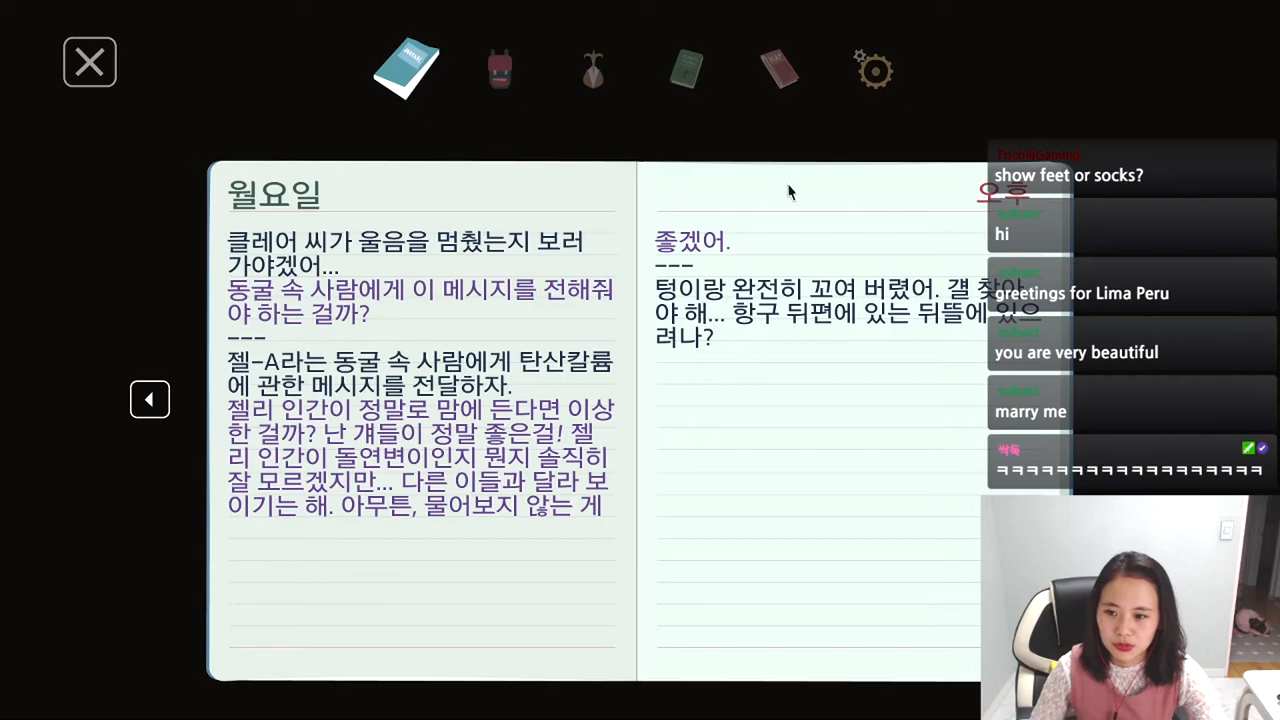 월요일
클레어 씨가 울음을 멈췄는지 보러
가야겠어...
동굴 속 사람에게 이 메시지를 전해줘
야 하는 걸까?
---
젤-A라는 동굴 속 사람에게 탄산칼륨
에 관한 메시지를 전달하자.
젤리 인간이 정말로 맘에 든다면 이상
한 걸까? 난 걔들이 정말 좋은걸! 젤
리 인간이 돌연변이인지 뭔지 솔직히
잘 모르겠지만... 다른 이들과 달라 보
이기는 해. 아무튼, 물어보지 않는 게
오후
좋겠어.
---
텅이랑 완전히 꼬여 버렸어. 걜 찾아
야 해... 항구 뒤편에 있는 뒤뜰에 있으
려나?
show feet or socks?
hi
greetings for Lima Peru
you are very beautiful
marry me
싹둑
ㅋㅋㅋㅋㅋㅋㅋㅋㅋㅋㅋㅋㅋㅋㅋㅋㅋ